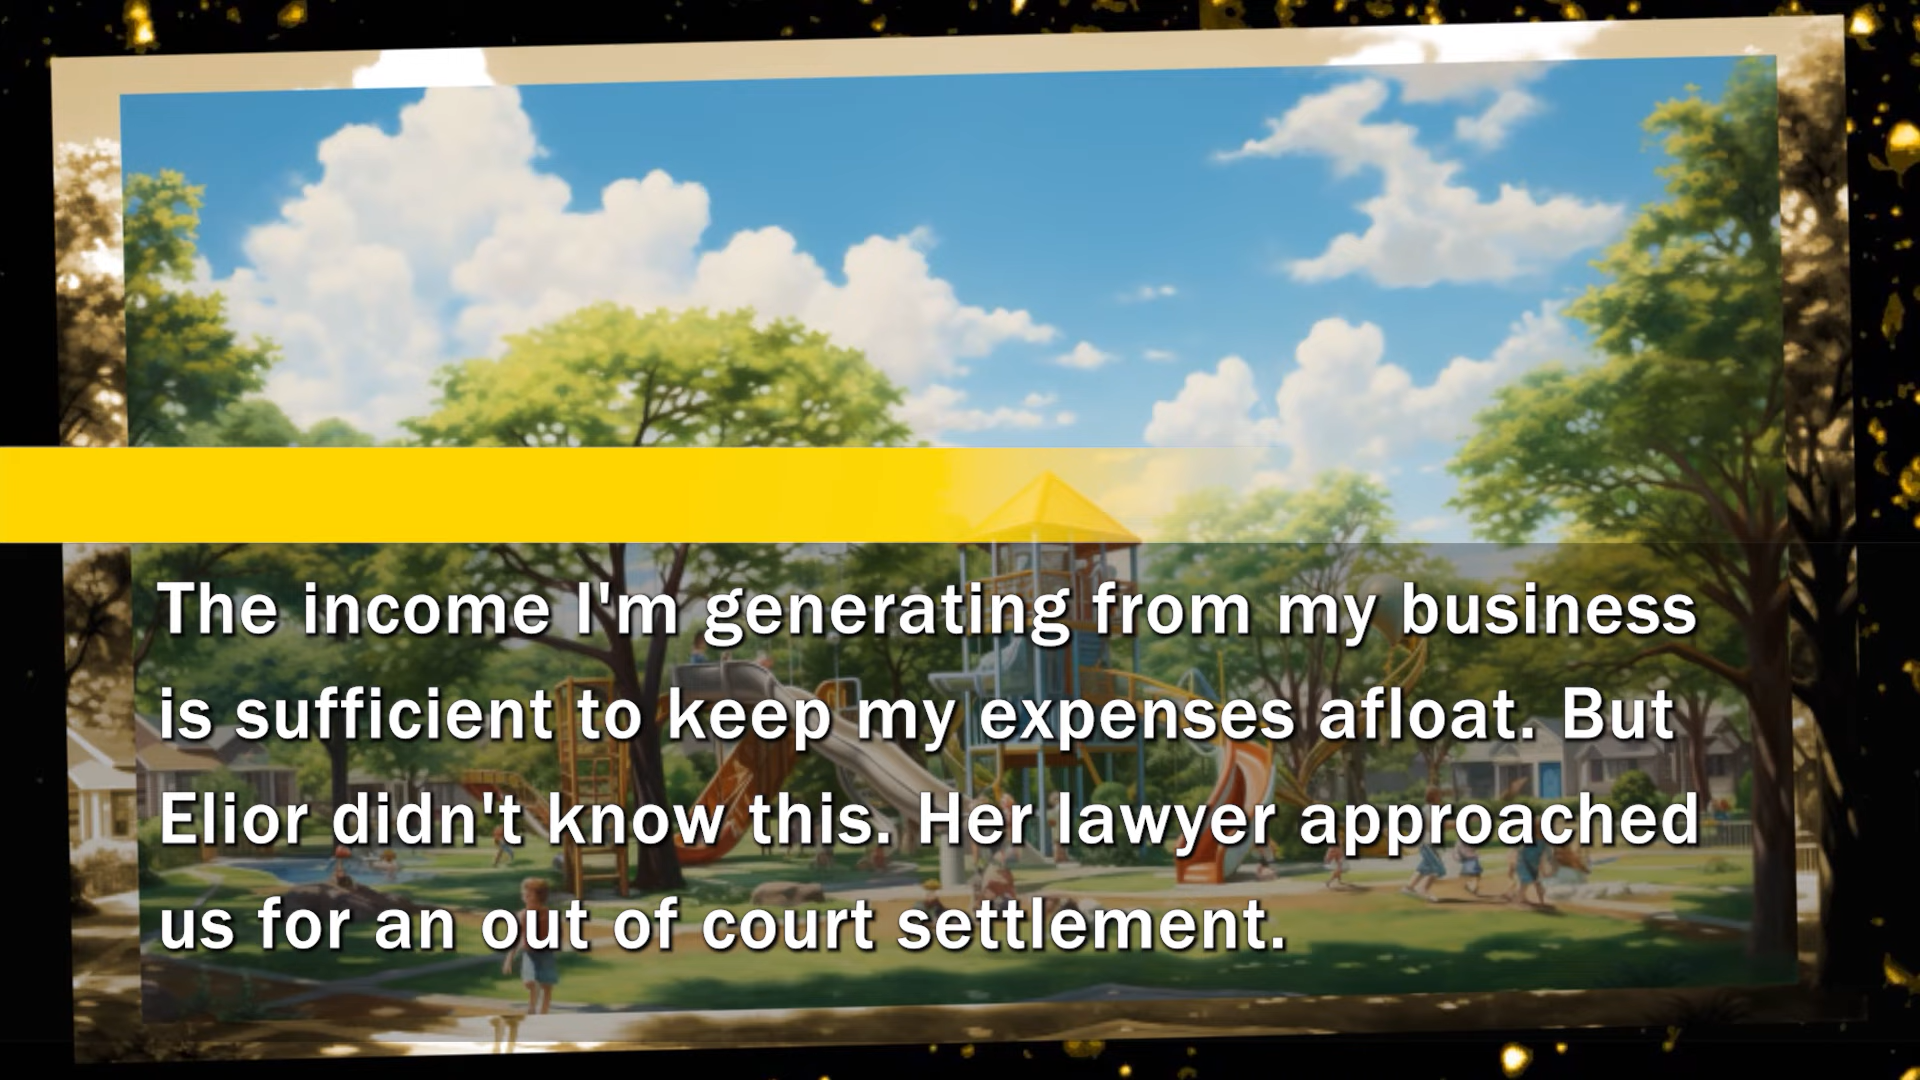 The income I'm generating from my business
is sufficient to keep my expenses afloat. But
Elior didn't know this. Her lawyer approached
us for an out of court settlement.